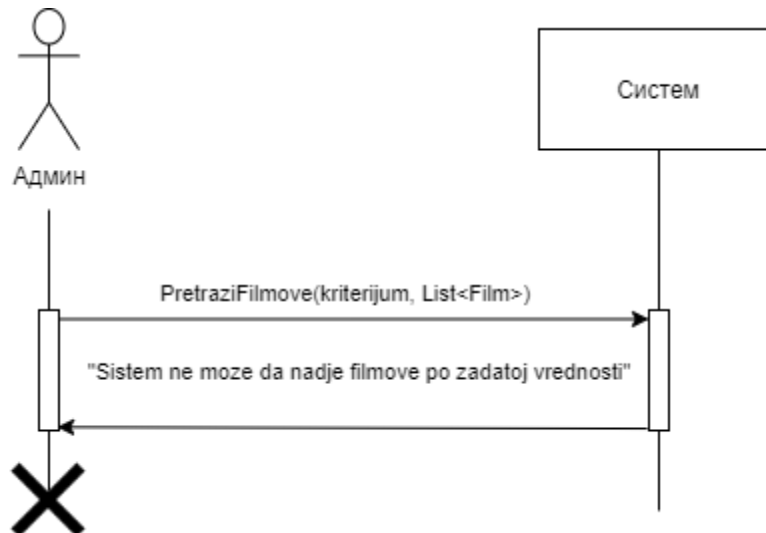 Систем
Админ
PretraziFilmove(kriterijum, List<Film>)
"Sistem ne moze da nadje filmove po zadatoj vrednosti"